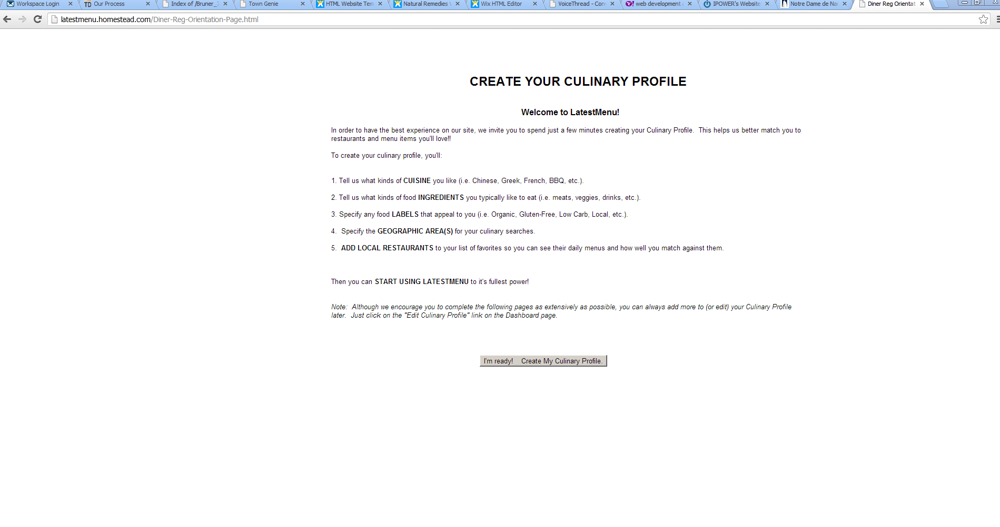 Workspace Login
TD Our Process
Index of /Bruner_
Town Genie
HTML Website Tem
Natural Remedies
Wix HTML Editor
VoiceThread - Con
Y! web development
IPOWER's Website
Notre Dame de Na
Diner Reg Orientat
latestmenu.homestead.com/Diner-Reg-Orientation-Page.html
CREATE YOUR CULINARY PROFILE
Welcome to LatestMenu!
In order to have the best experience on our site, we invite you to spend just a few minutes creating your Culinary Profile.  This helps us better match you to
restaurants and menu items you'll love!!
To create your culinary profile, you'll:
1. Tell us what kinds of CUISINE you like (i.e. Chinese, Greek, French, BBQ, etc.).
2. Tell us what kinds of food INGREDIENTS you typically like to eat (i.e. meats, veggies, drinks, etc.).
3. Specify any food LABELS that appeal to you (i.e. Organic, Gluten-Free, Low Carb, Local, etc.).
4.  Specify the GEOGRAPHIC AREA(S) for your culinary searches.
5.  ADD LOCAL RESTAURANTS to your list of favorites so you can see their daily menus and how well you match against them.
Then you can START USING LATESTMENU to it's fullest power!
Note:  Although we encourage you to complete the following pages as extensively as possible, you can always add more to (or edit) your Culinary Profile
later.  Just click on the "Edit Culinary Profile" link on the Dashboard page.
I'm ready!    Create My Culinary Profile.